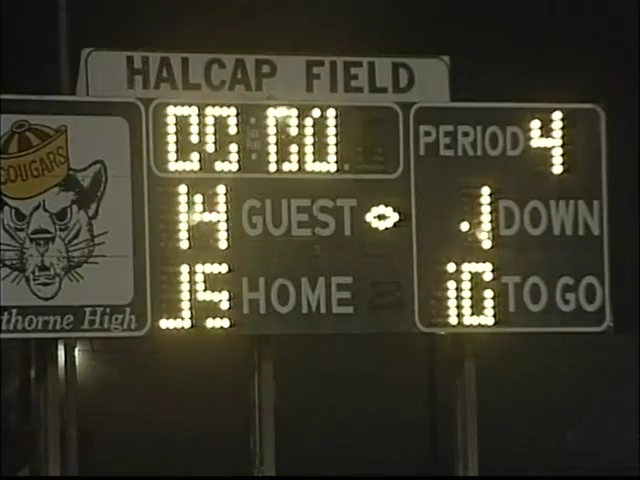 HALCAP FIELD
COUGARS
00:00
PERIOD 4
14 GUEST
1 DOWN
15 HOME
10 TO GO
thorne High